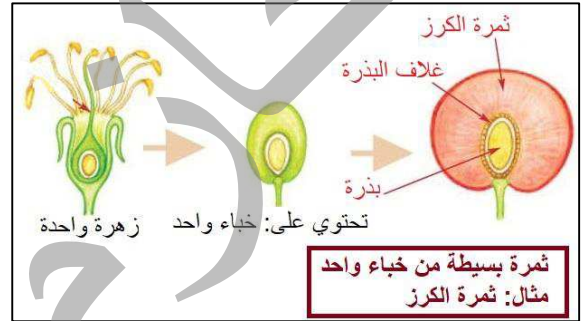 ثمرة الكرز
غلاف البذرة
بذرة
تحتوي على: خباء واحد
زهرة واحدة
ثمرة بسيطة من خباء واحد
مثال: ثمرة الكرز